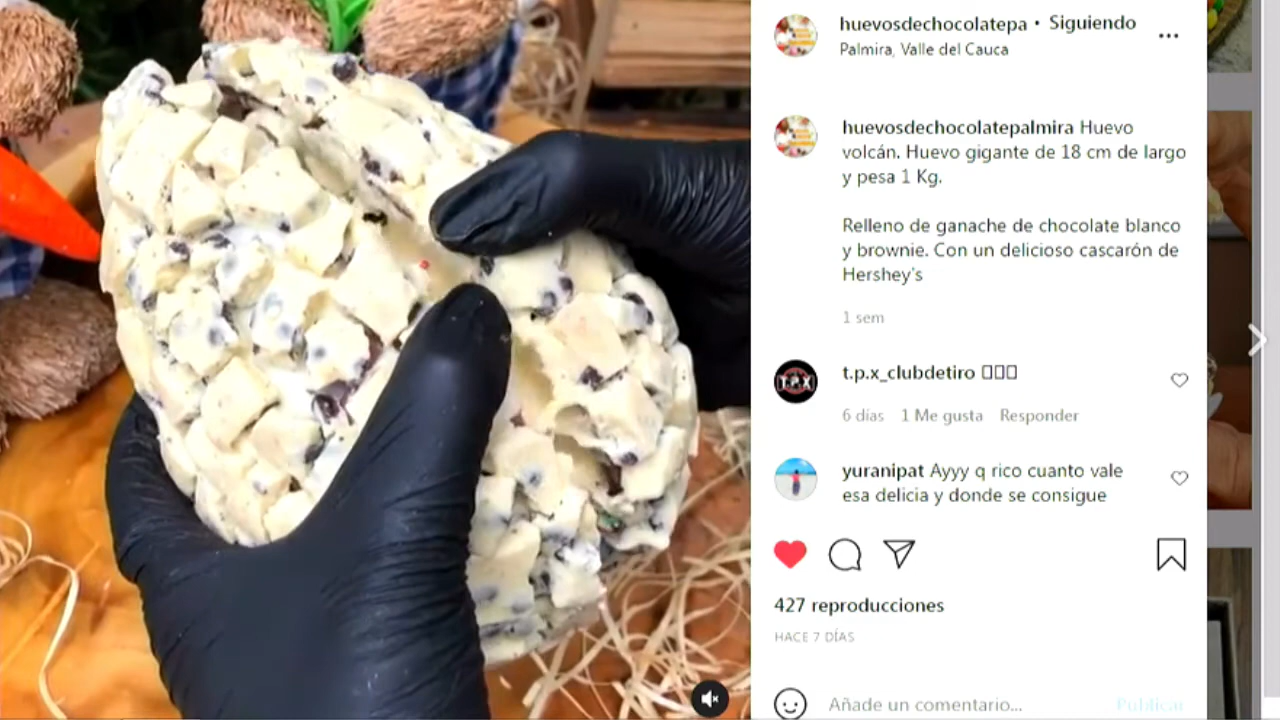 huevosdechocolatepa • Siguiendo
Palmira, Valle del Cauca
huevosdechocolatepalmira Huevo
volcán. Huevo gigante de 18 cm de largo
y pesa 1 Kg.
Relleno de ganache de chocolate blanco
y brownie. Con un delicioso cascarón de
Hershey's
1 sem
t.p.x_clubdetiro
T.P.X
6 días 1 Me gusta Responder
yuranipat Ayyy q rico cuanto vale
esa delicia y donde se consigue
427 reproducciones
HACE 7 DÍAS
Añade un comentario... Publicar